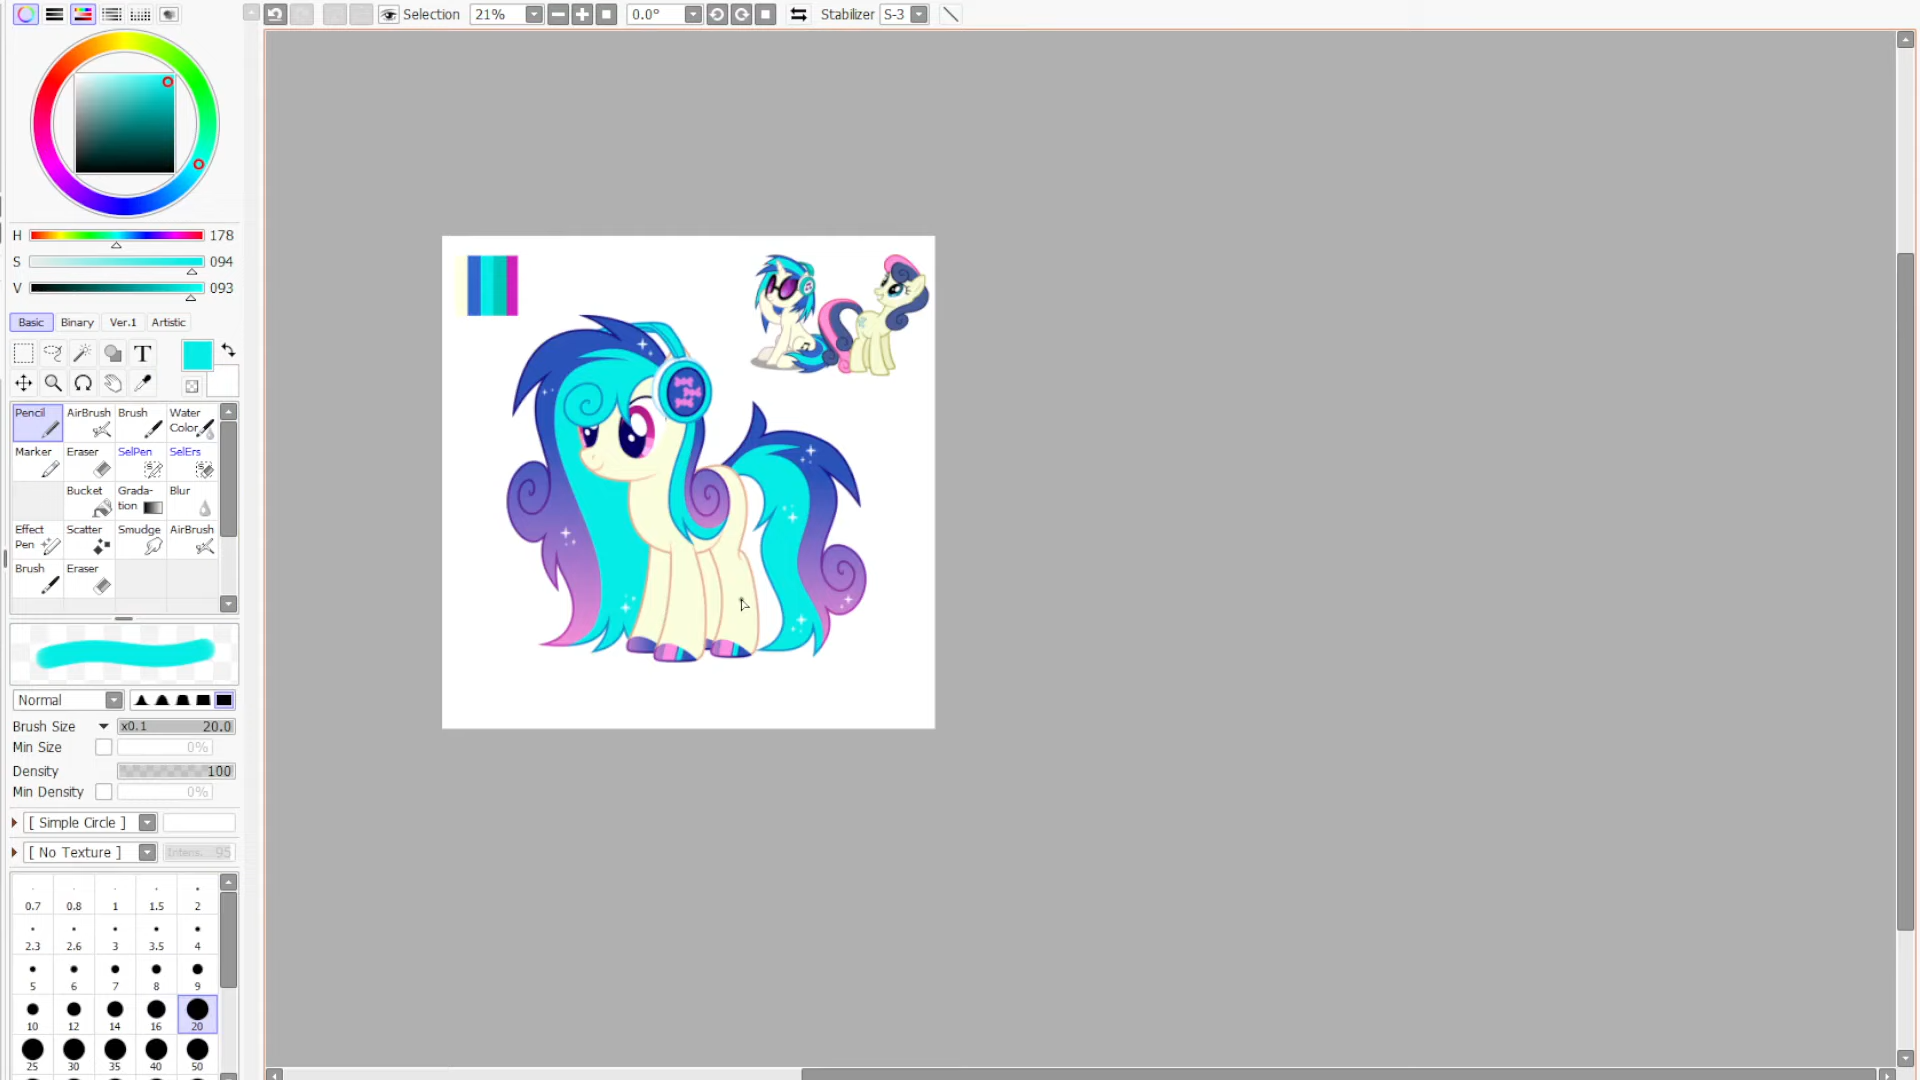 Selection 21% 0.0° Stabilizer S-3
H 178
S 094
V 093
Basic Binary Ver.1 Artistic
T
Pencil AirBrush Brush Water Color
Marker Eraser SelPen SelErs
Bucket Grada-tion Blur
Effect Pen Scatter Smudge AirBrush
Brush Eraser
Normal
Brush Size x0.1 20.0
Min Size 0%
Density 100
Min Density 0%
[ Simple Circle ]
[ No Texture ] Intens. 95
0.7 0.8 1 1.5 2
2.3 2.6 3 3.5 4
5 6 7 8 9
10 12 14 16 20
25 30 35 40 50